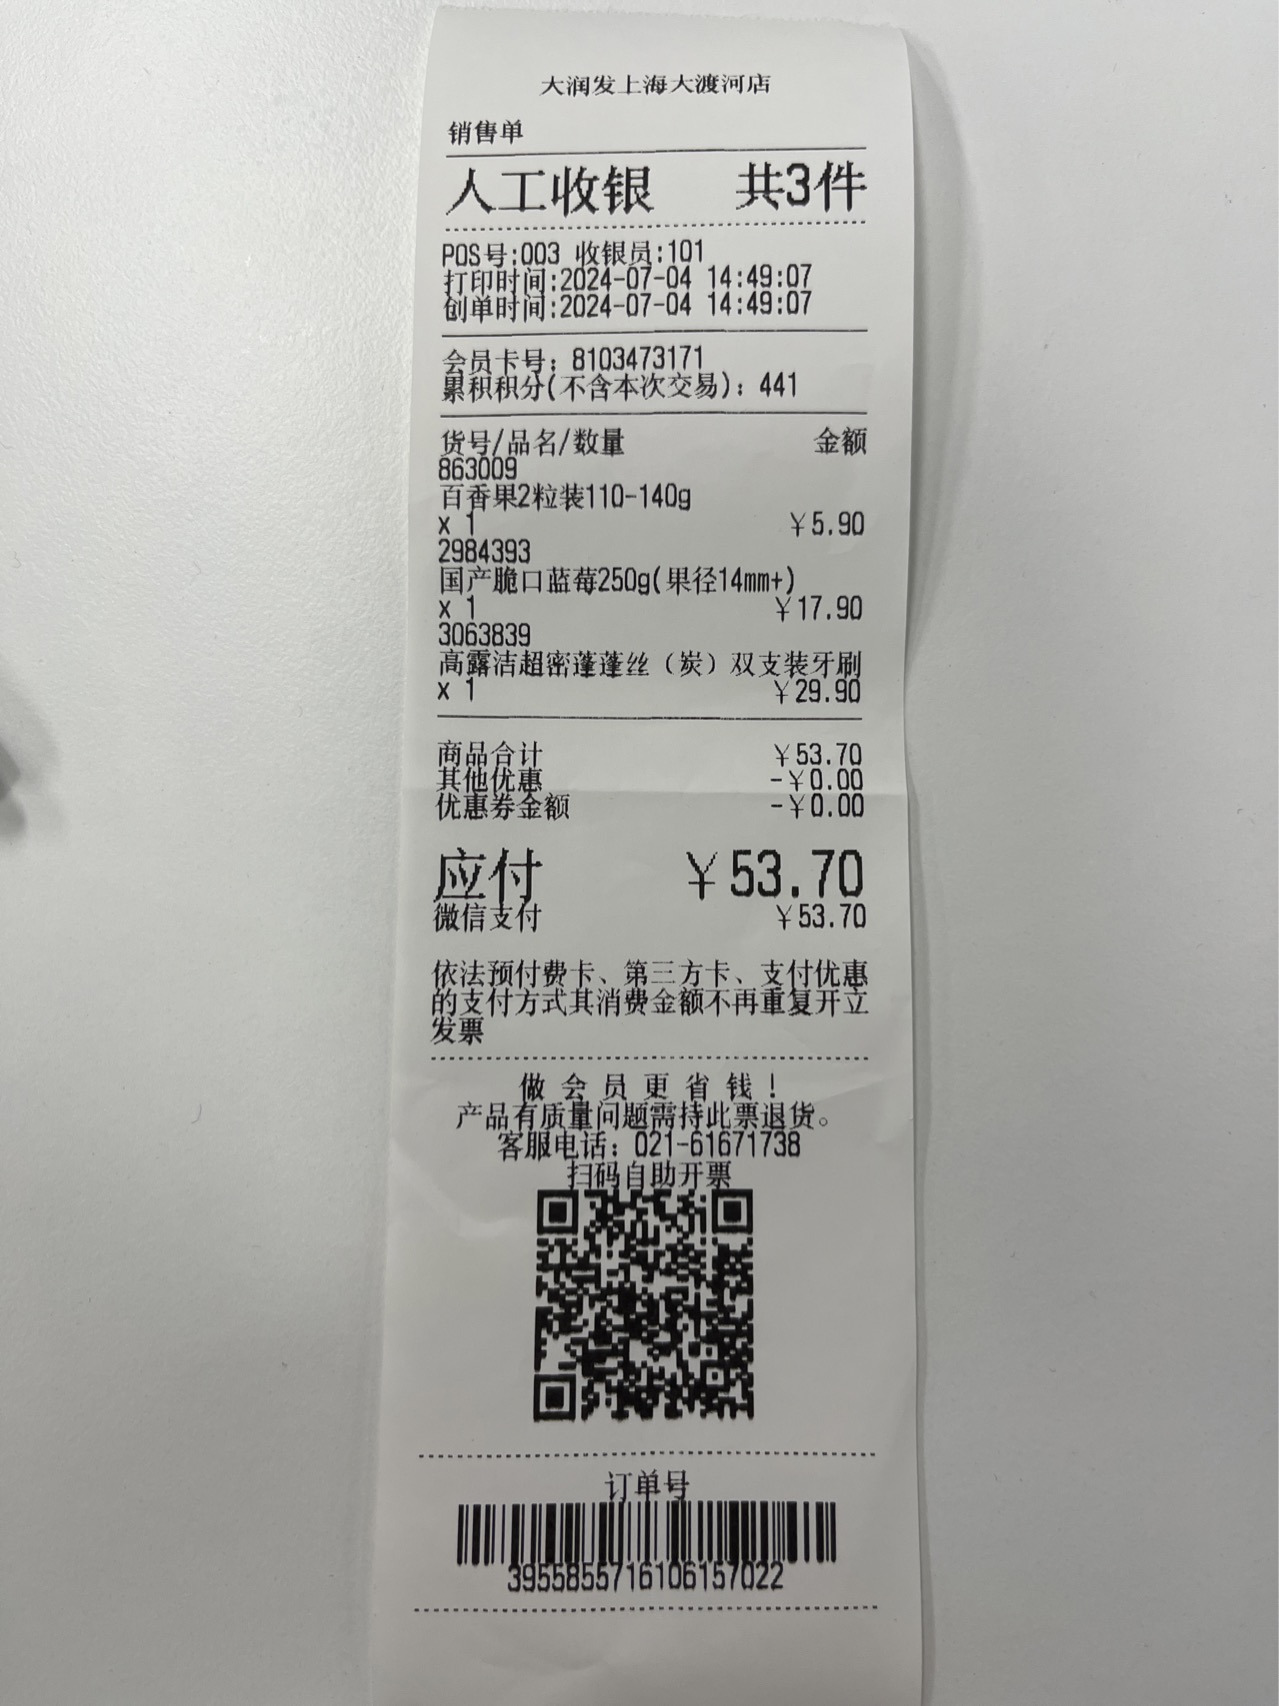 大润发上海大渡河店
销售单
人工收银 共3件
POS号:003 收银员:101
打印时间:2024-07-04 14:49:07
创单时间:2024-07-04 14:49:07
会员卡号：8103473171
累积积分(不含本次交易)：441
货号/品名/数量 金额
863009
百香果2粒装110-140g
x 1 ￥5.90
2984393
国产脆口蓝莓250g(果径14mm+)
x 1 ￥17.90
3063839
高露洁超密蓬蓬丝（炭）双支装牙刷
x 1 ￥29.90
商品合计 ￥53.70
其他优惠 -￥0.00
优惠券金额 -￥0.00
应付 ￥53.70
微信支付 ￥53.70
依法预付费卡、第三方卡、支付优惠
的支付方式其消费金额不再重复开立
发票
做会员更省钱！
产品有质量问题需持此票退货。
客服电话：021-61671738
扫码自助开票
订单号
3955855716106157022